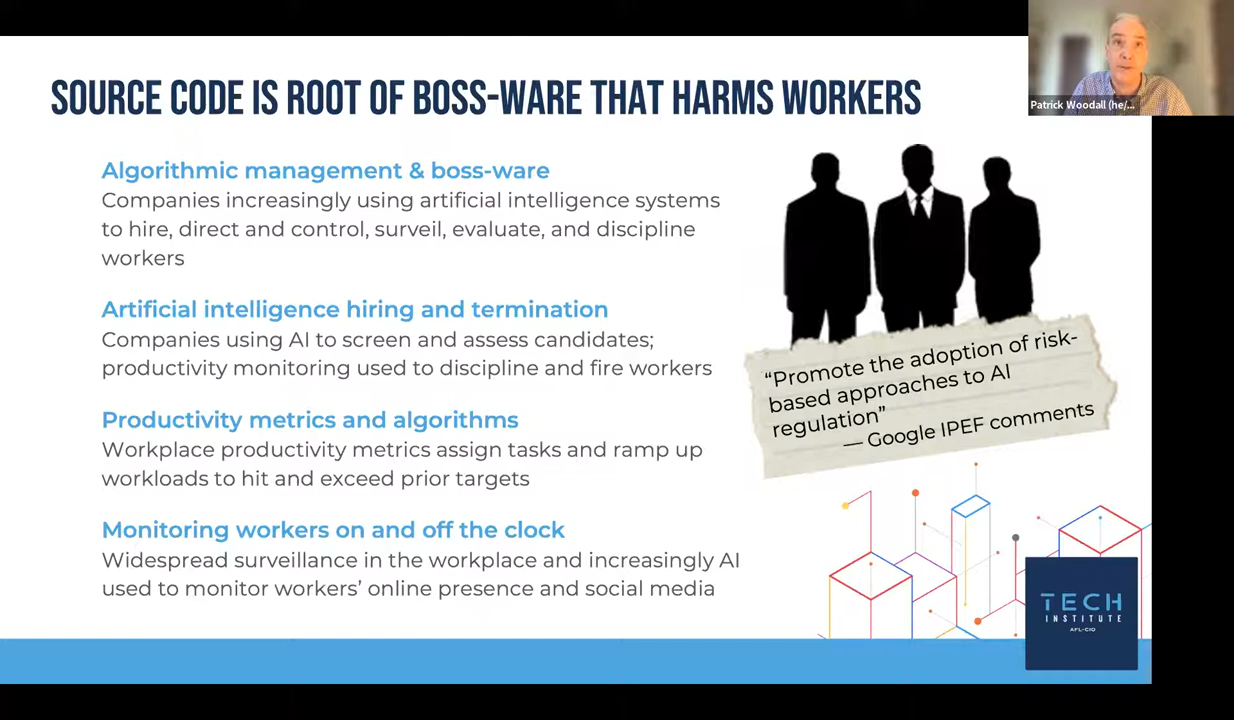 SOURCE CODE IS ROOT OF BOSS-WARE THAT HARMS WORKERS
Patrick Woodall (he/...
Algorithmic management & boss-ware
Companies increasingly using artificial intelligence systems
to hire, direct and control, surveil, evaluate, and discipline
workers
Artificial intelligence hiring and termination
Companies using AI to screen and assess candidates;
productivity monitoring used to discipline and fire workers
Productivity metrics and algorithms
Workplace productivity metrics assign tasks and ramp up
workloads to hit and exceed prior targets
Monitoring workers on and off the clock
Widespread surveillance in the workplace and increasingly AI
used to monitor workers’ online presence and social media
“Promote the adoption of risk-
based approaches to AI
regulation”
— Google IPEF comments
TECH
INSTITUTE
AFL-CIO